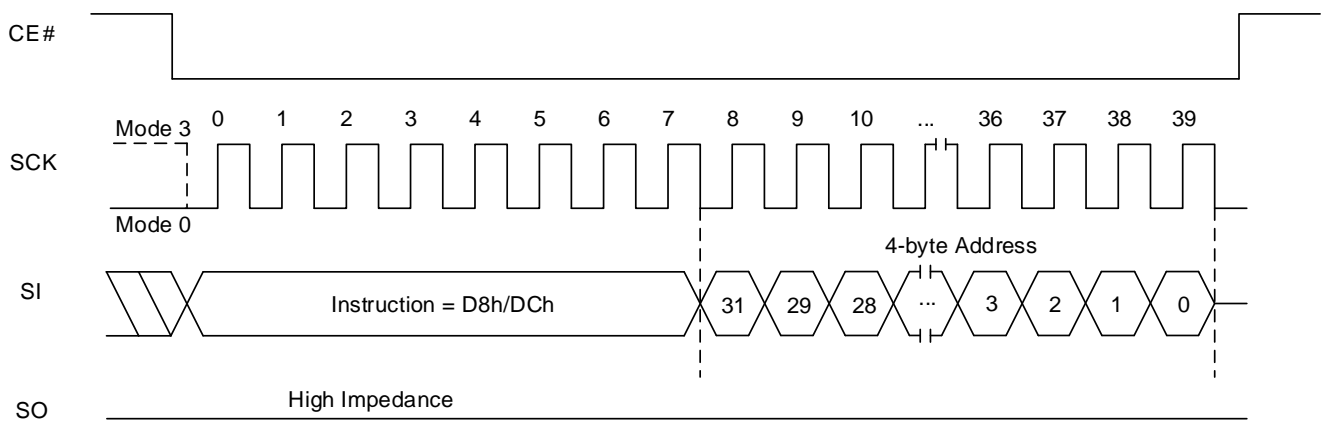 CE#
Mode 3 0 1 2 3 4 5 6 7 8 9 10 ... 36 37 38 39
SCK
Mode 0
4-byte Address
SI Instruction = D8h/DCh 31 29 28 ... 3 2 1 0
High Impedance
SO